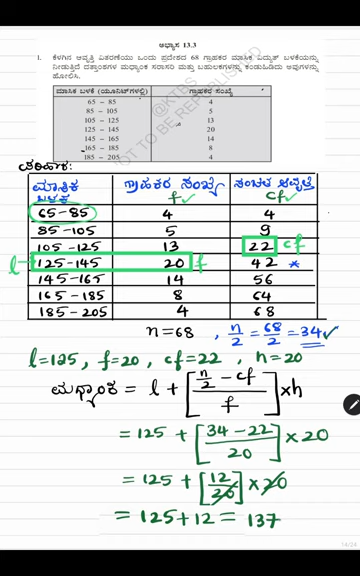 ಅಭ್ಯಾಸ 13.3
1. ಕೆಳಗಿನ ಆವೃತ್ತಿ ವಿತರಣೆಯು ಒಂದು ಪ್ರದೇಶದ 68 ಗ್ರಾಹಕರ ಮಾಸಿಕ ವಿದ್ಯುತ್ ಬಳಕೆಯನ್ನು
ನೀಡುತ್ತಿದೆ ದತ್ತಾಂಶಗಳ ಮಧ್ಯಾಂಕ ಸರಾಸರಿ ಮತ್ತು ಬಹುಲಕಗಳನ್ನು ಕಂಡುಹಿಡಿದು ಅವುಗಳನ್ನು
ಹೋಲಿಸಿ.
ಮಾಸಿಕ ಬಳಕೆ (ಯೂನಿಟ್‌ಗಳಲ್ಲಿ) ಗ್ರಾಹಕರ ಸಂಖ್ಯೆ
65 – 85 4
85 – 105 5
105 – 125 13
125 – 145 20
145 – 165 14
165 – 185 8
185 – 205 4
ಪರಿಹಾರ:
ಮಾಸಿಕ ಬಳಕೆ ಗ್ರಾಹಕರ ಸಂಖ್ಯೆ f ✓ ಸಂಚಿತ ಆವೃತ್ತಿ cf ✓
65-85 4 4
85-105 5 9
105-125 13 22 cf
l 125-145 20 f 42 *
145-165 14 56
165-185 8 64
185-205 4 68
n=68 , n/2 = 68/2 = 34 ✓
l=125, f=20, cf=22, h=20
ಮಧ್ಯಾಂಕ = l + [(n/2 - cf)/f] × h
= 125 + [(34-22)/20] × 20
= 125 + [12/20] × 20
= 125+12 = 137
14/24